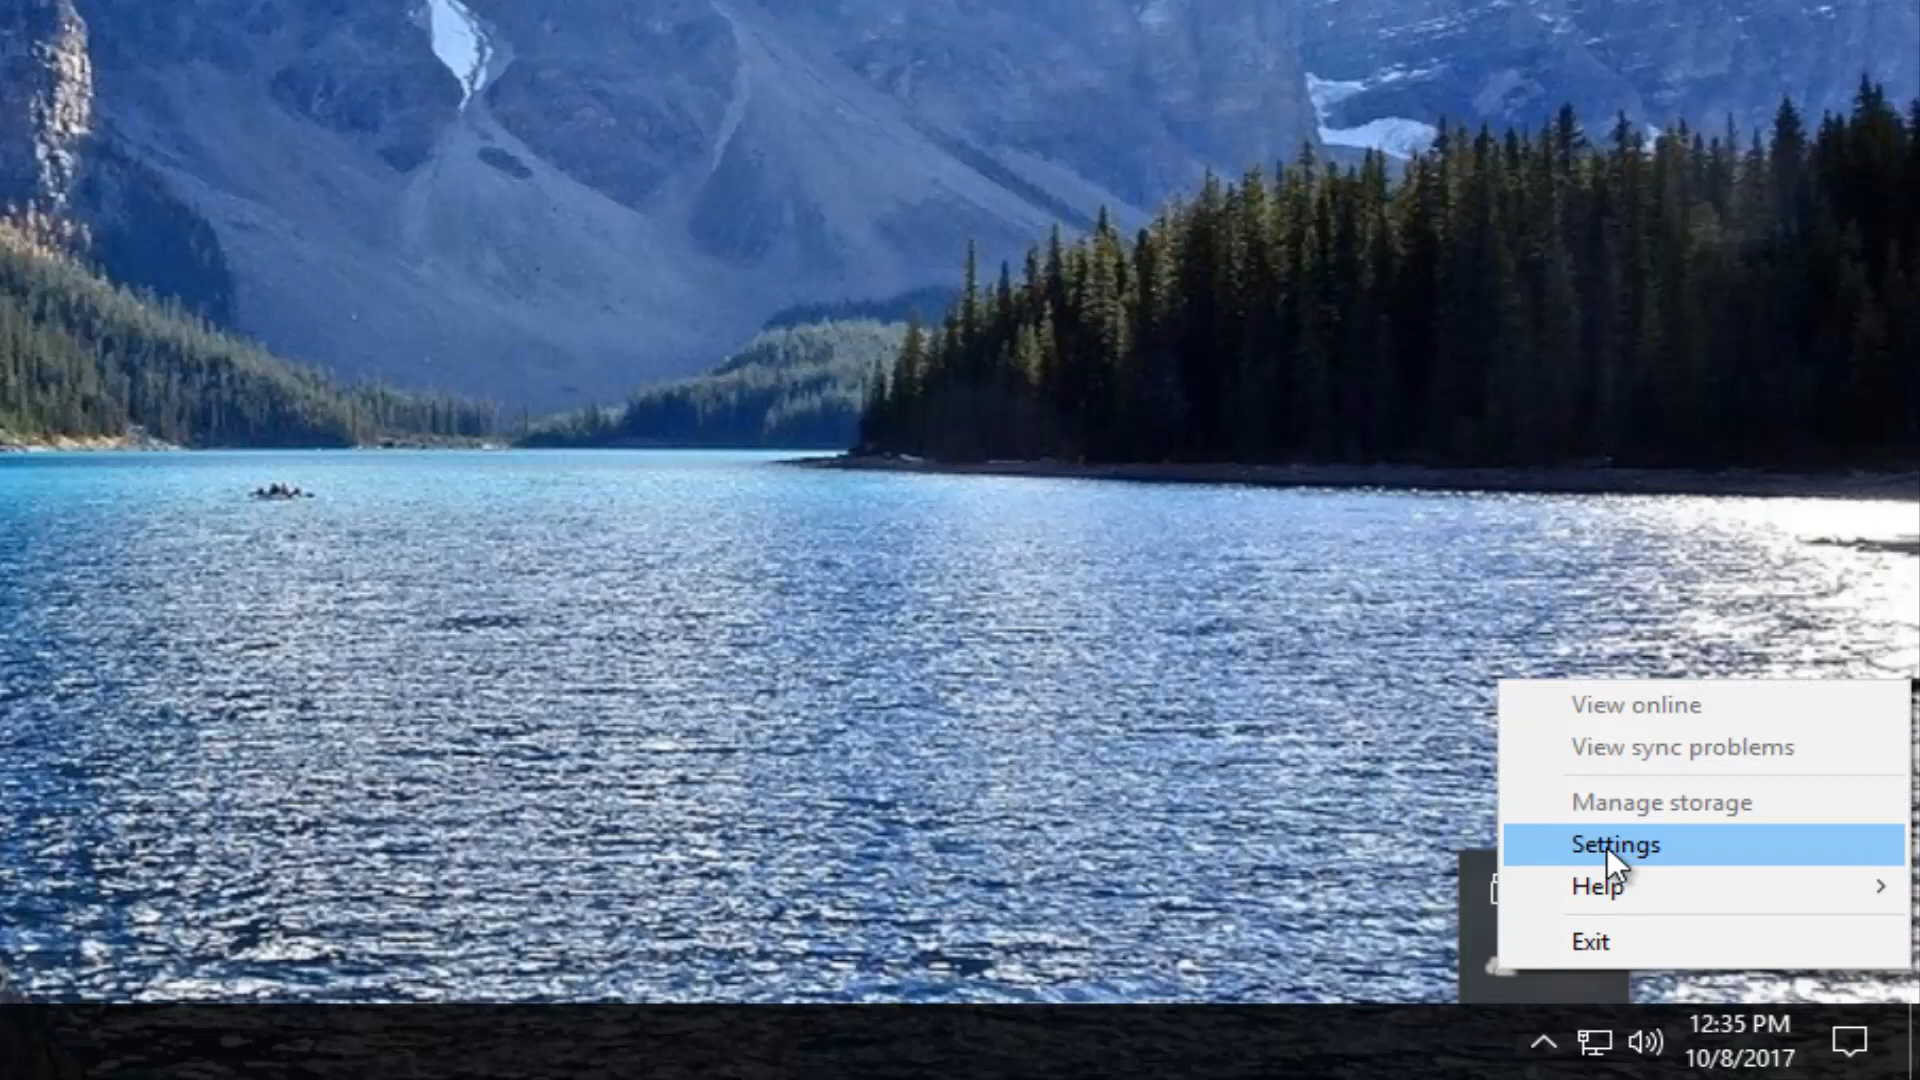 View online
View sync problems
Manage storage
Settings
Help
Exit
12:35 PM
10/8/2017